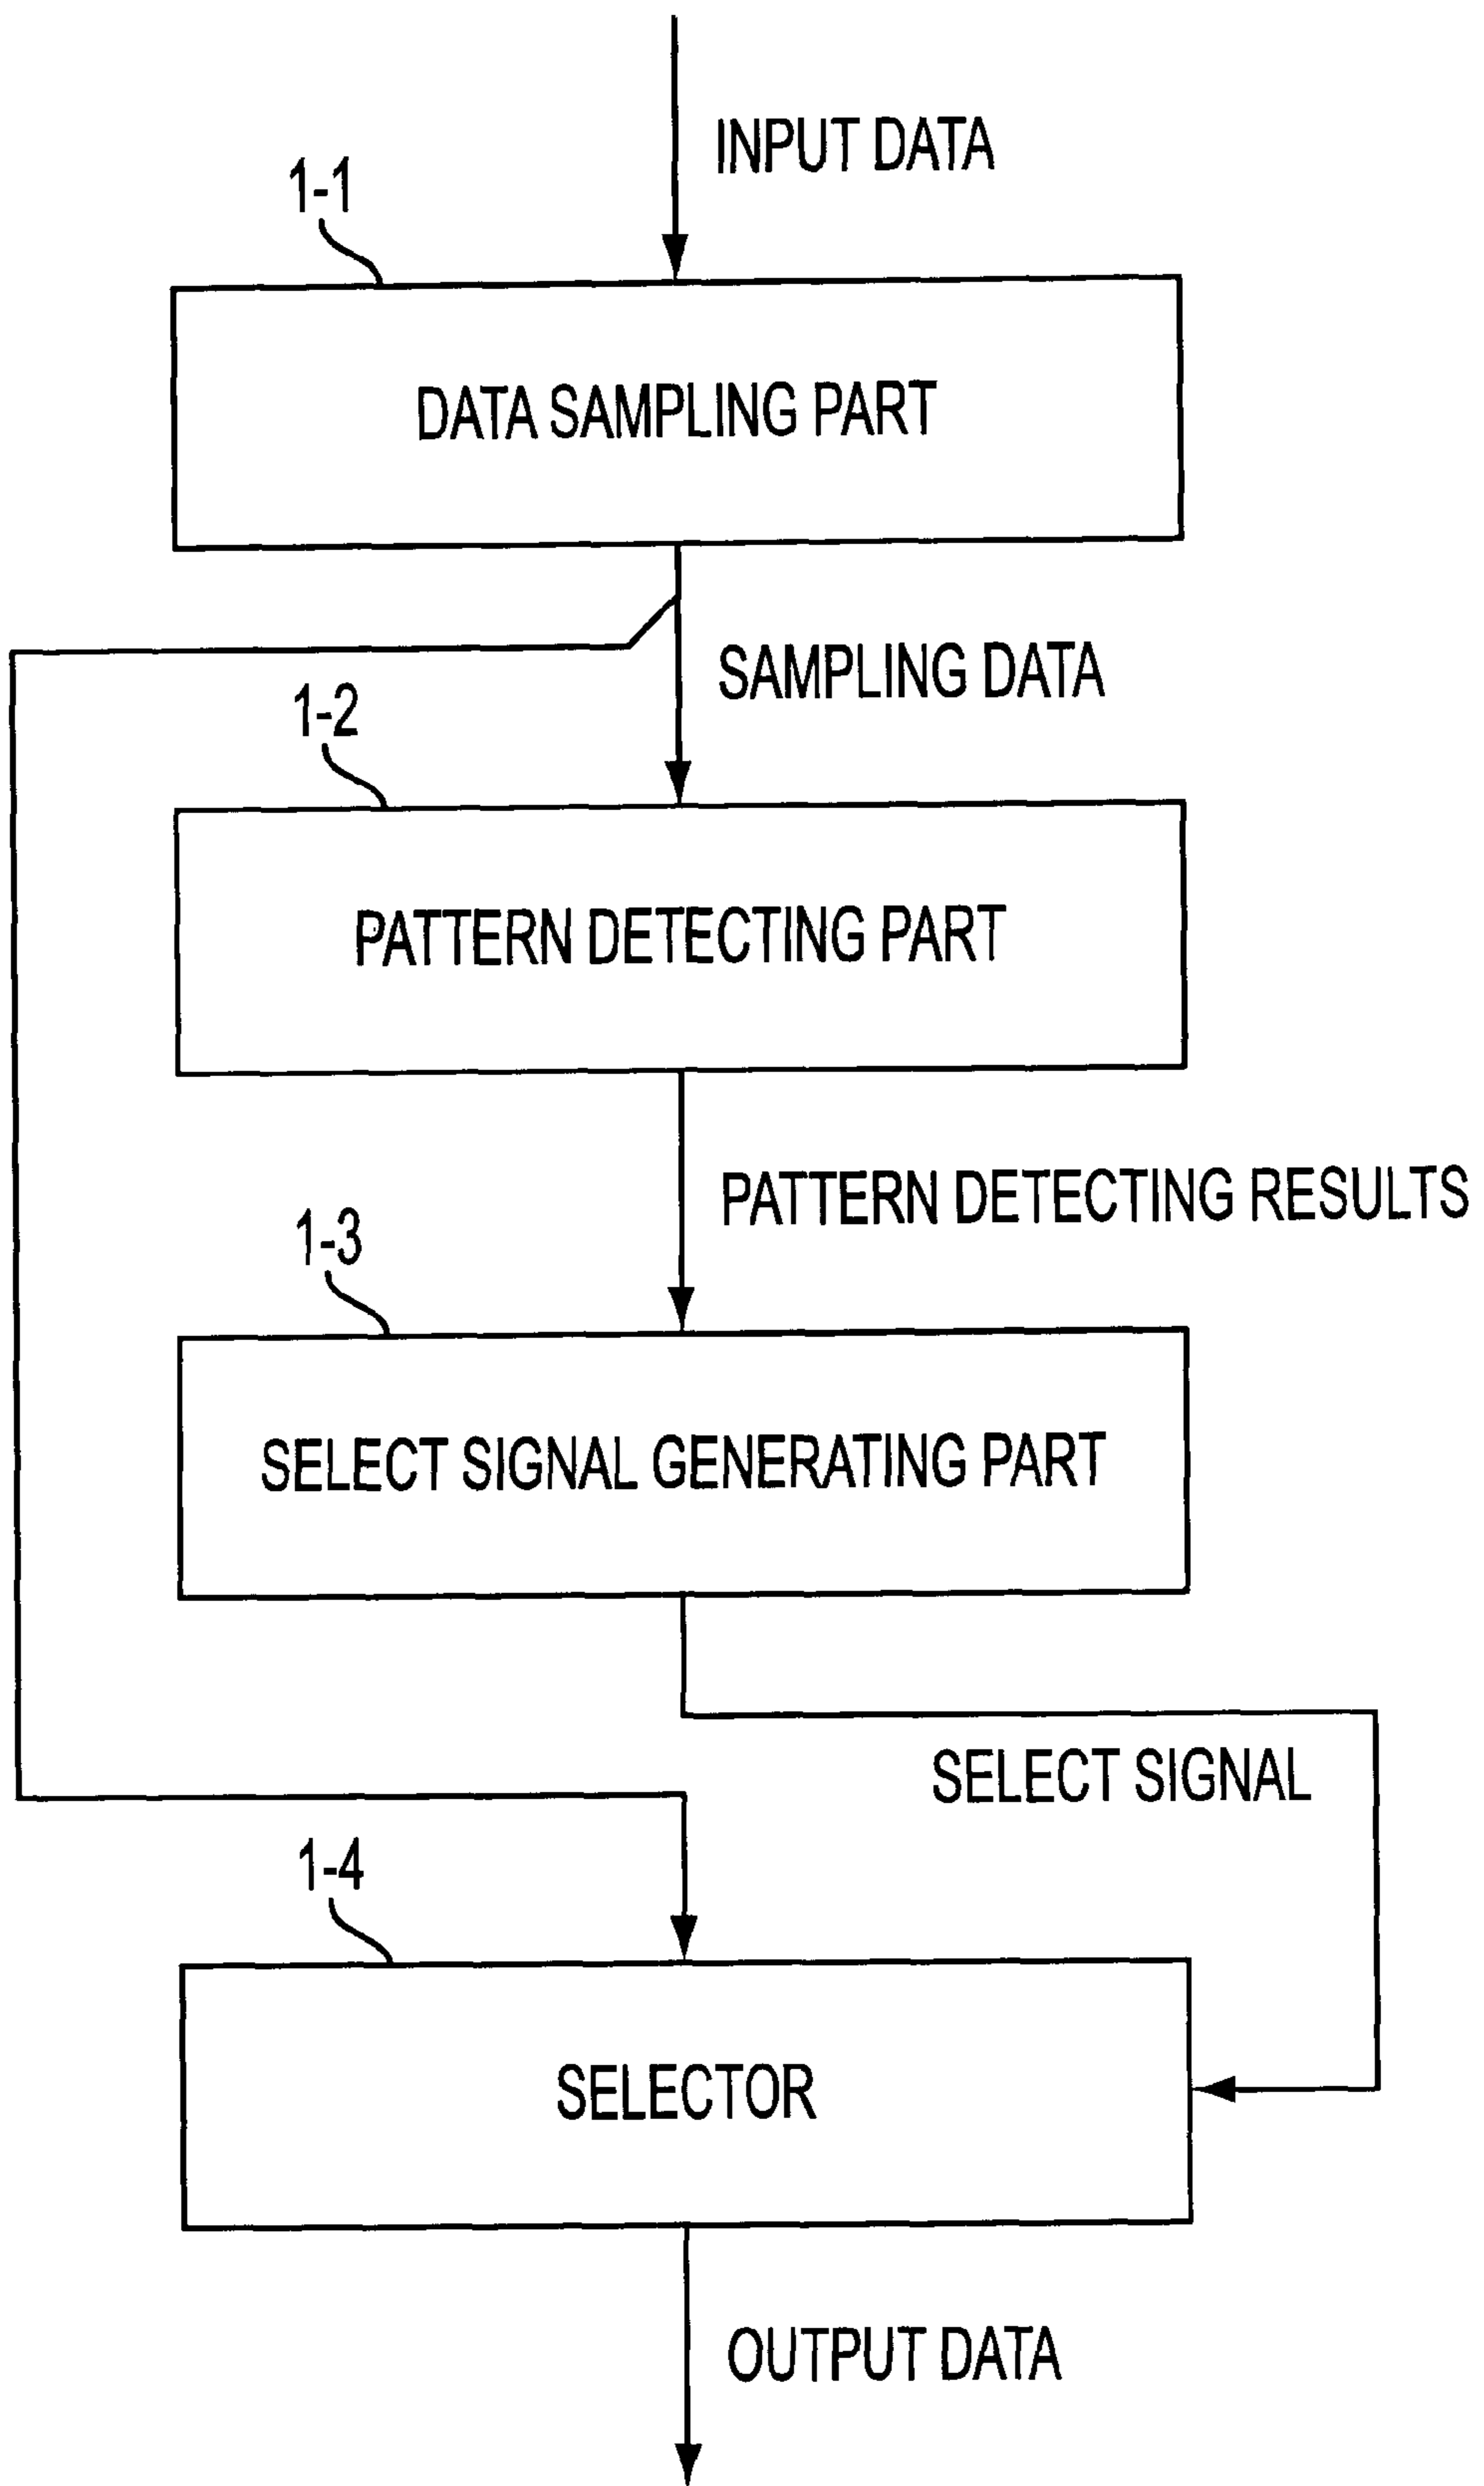 INPUT DATA
1-1
DATA SAMPLING PART
SAMPLING DATA
1-2
PATTERN DETECTING PART
PATTERN DETECTING RESULTS
1-3
SELECT SIGNAL GENERATING PART
SELECT SIGNAL
1-4
SELECTOR
OUTPUT DATA